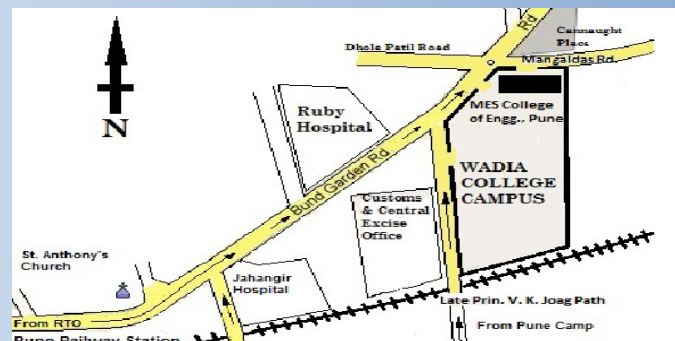 Rd
Cannaught
Place
Dhole Patil Road
Mangaldas Rd.
MES College
of Engg., Pune
Ruby
Hospital
N
Bund Garden Rd
WADIA
COLLEGE
CAMPUS
Customs
& Central
Excise
Office
St. Anthony's
Church
Jahangir
Hospital
Late Prin. V. K. Joag Path
From RTO
From Pune Camp
Pune Railway Station